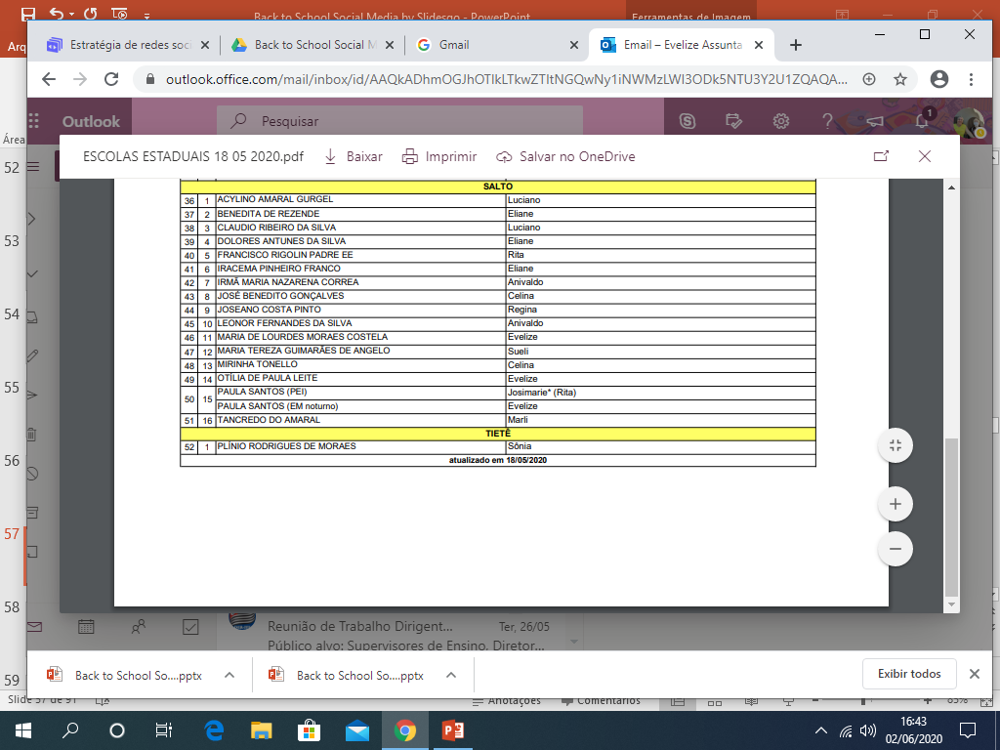 Back to School Social Media by Slidesgo - PowerPoint
Ferramentas de Imagem
Arq
Estratégia de redes soci
Back to School Social M
Gmail
Email – Evelize Assunta
outlook.office.com/mail/inbox/id/AAQkADhmOGJhOTlkLTkwZTItNGQwNy1iNWMzLWI3ODk5NTU3Y2U1ZQAQA...
Outlook
Pesquisar
1
Área
ESCOLAS ESTADUAIS 18 05 2020.pdf
Baixar
Imprimir
Salvar no OneDrive
52
53
54
55
56
57
58
59
SALTO
36 1 ACYLINO AMARAL GURGEL Luciano
37 2 BENEDITA DE REZENDE Eliane
38 3 CLAUDIO RIBEIRO DA SILVA Luciano
39 4 DOLORES ANTUNES DA SILVA Eliane
40 5 FRANCISCO RIGOLIN PADRE EE Rita
41 6 IRACEMA PINHEIRO FRANCO Eliane
42 7 IRMÃ MARIA NAZARENA CORREA Anivaldo
43 8 JOSÉ BENEDITO GONÇALVES Celina
44 9 JOSEANO COSTA PINTO Regina
45 10 LEONOR FERNANDES DA SILVA Anivaldo
46 11 MARIA DE LOURDES MORAES COSTELA Evelize
47 12 MARIA TEREZA GUIMARÃES DE ANGELO Sueli
48 13 MIRINHA TONELLO Celina
49 14 OTÍLIA DE PAULA LEITE Evelize
50 15 PAULA SANTOS (PEI) Josimarie* (Rita)
PAULA SANTOS (EM noturno) Evelize
51 16 TANCREDO DO AMARAL Marli
TIETÊ
52 1 PLÍNIO RODRIGUES DE MORAES Sônia
atualizado em 18/05/2020
Reunião de Trabalho Dirigent...
Ter, 26/05
Público alvo: Supervisores de Ensino, Diretor...
Back to School So....pptx
Back to School So....pptx
Exibir todos
Slide 57 de 91
Anotações
Comentários
85%
16:43
02/06/2020